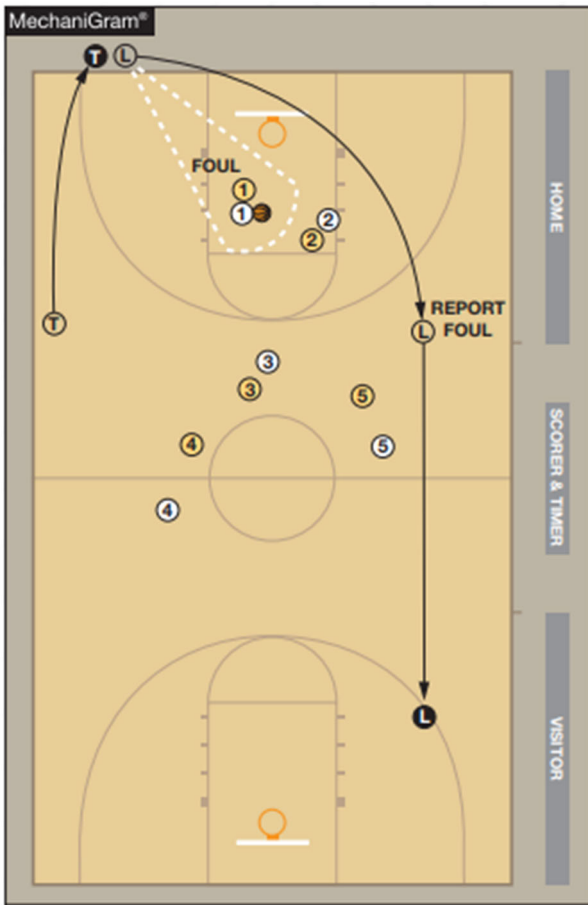 MechaniGram®
T L
FOUL
1
1
2
2
HOME
T
L
REPORT
FOUL
3
3
5
4
5
SCORER & TIMER
4
L
VISITOR